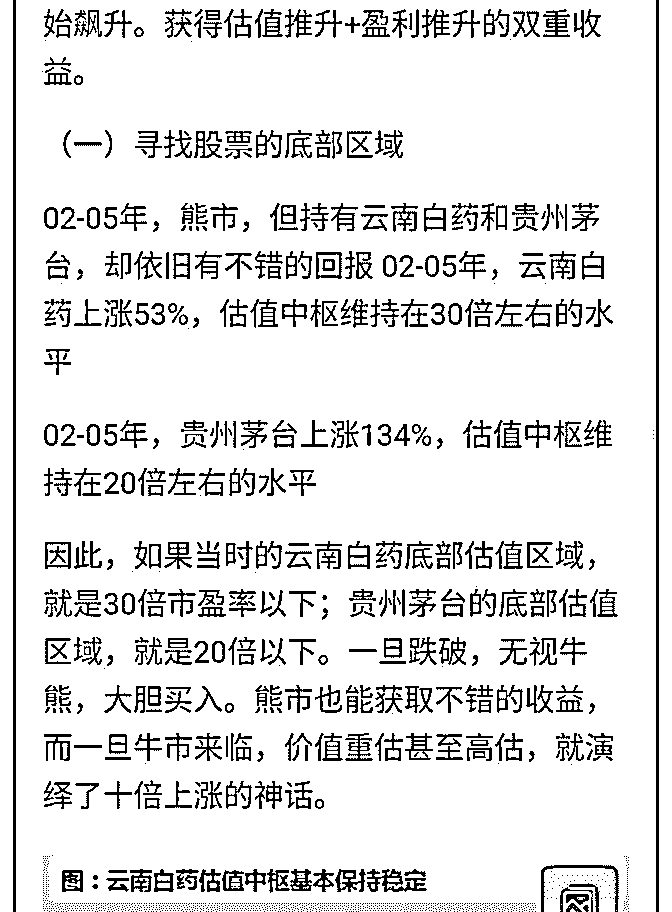 始飙升。获得估值推升+盈利推升的双重收
益。
（一）寻找股票的底部区域
02-05年，熊市，但持有云南白药和贵州茅
台，却依旧有不错的回报 02-05年，云南白
药上涨53%，估值中枢维持在30倍左右的水
平
02-05年，贵州茅台上涨134%，估值中枢维
持在20倍左右的水平
因此，如果当时的云南白药底部估值区域，
就是30倍市盈率以下；贵州茅台的底部估值
区域，就是20倍以下。一旦跌破，无视牛
熊，大胆买入。熊市也能获取不错的收益，
而一旦牛市来临，价值重估甚至高估，就演
绎了十倍上涨的神话。
图：云南白药估值中枢基本保持稳定